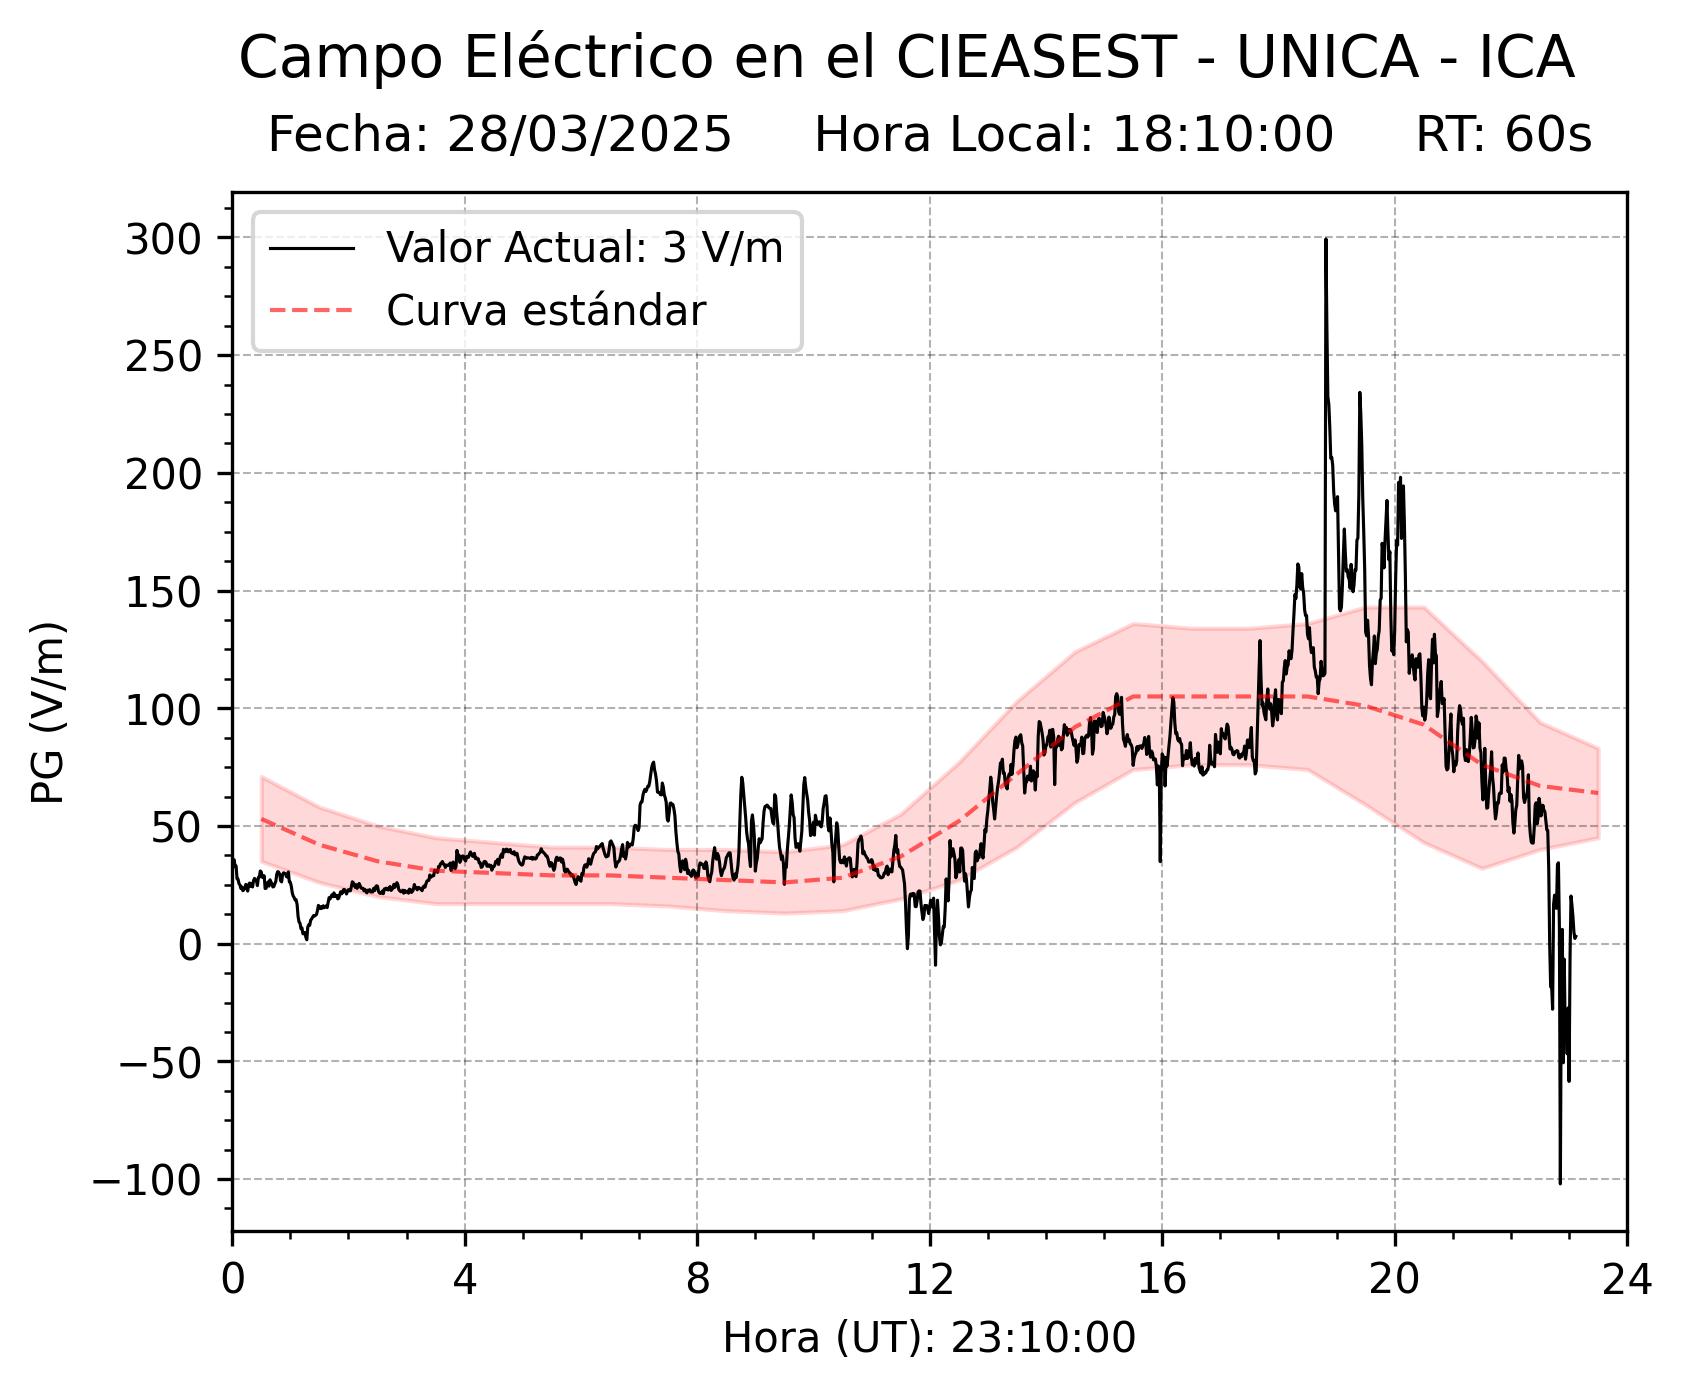 Campo Eléctrico en el CIEASEST - UNICA - ICA
Fecha: 28/03/2025 Hora Local: 18:10:00 RT: 60s
Valor Actual: 3 V/m
Curva estándar
PG (V/m)
300
250
200
150
100
50
0
−50
−100
0 4 8 12 16 20 24
Hora (UT): 23:10:00